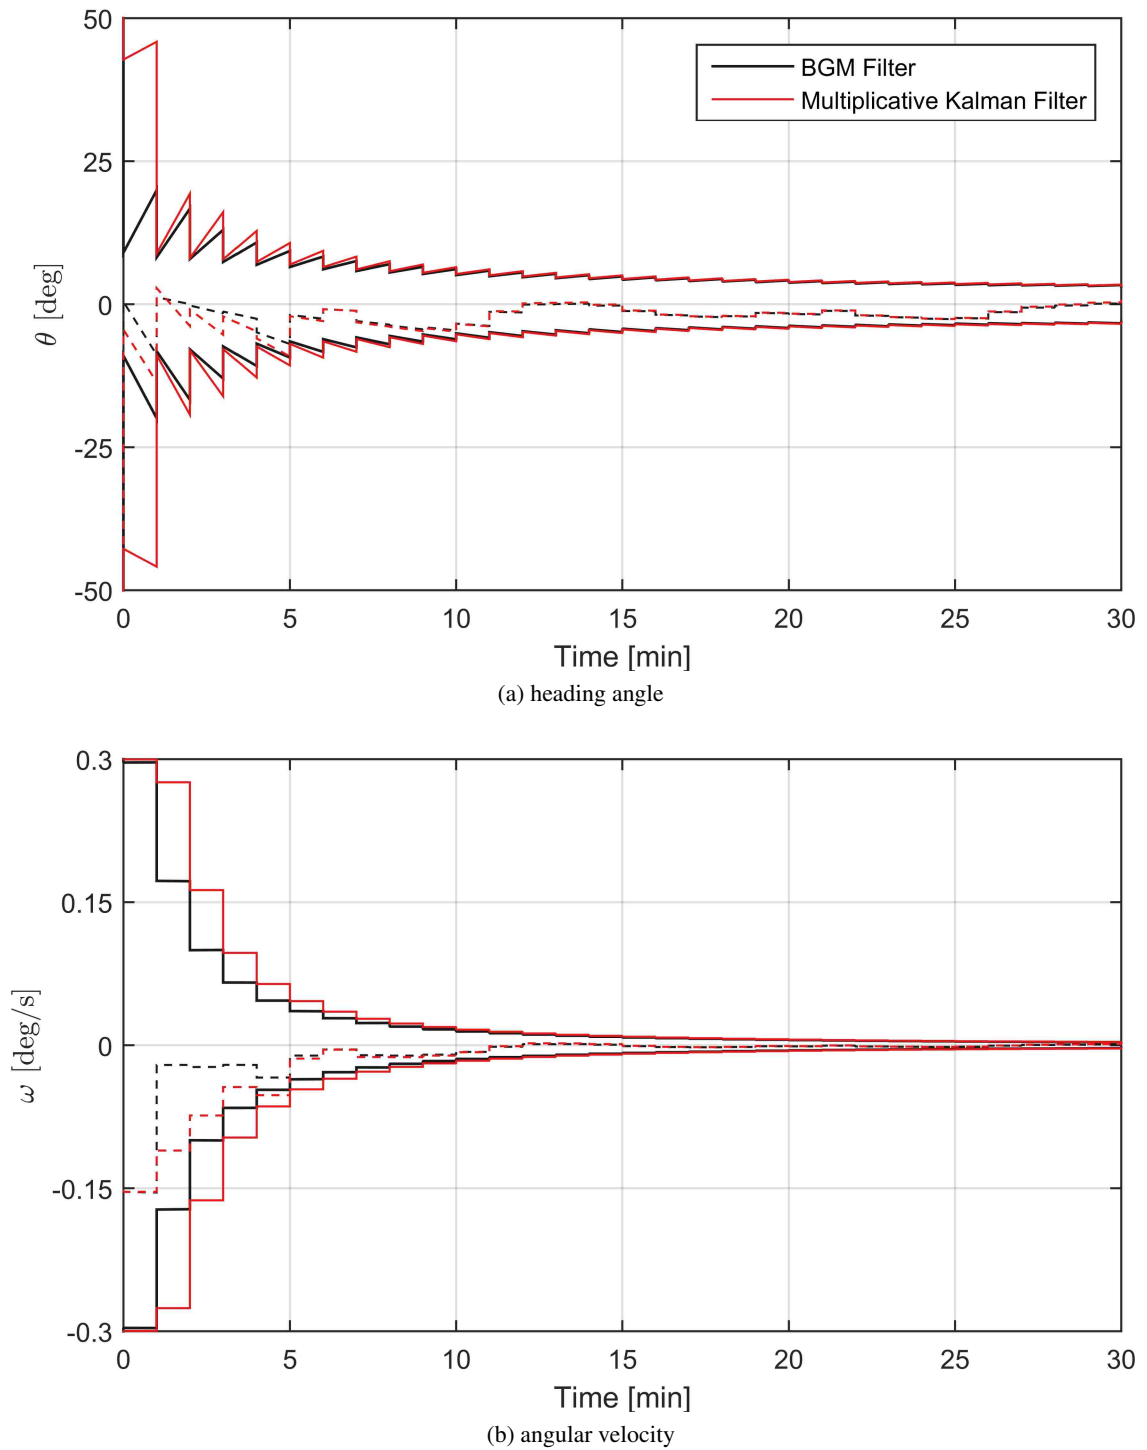 50
25
0
-25
-50
θ [deg]
BGM Filter
Multiplicative Kalman Filter
0 5 10 15 20 25 30
Time [min]
(a) heading angle
0.3
0.15
0
-0.15
-0.3
ω [deg/s]
0 5 10 15 20 25 30
Time [min]
(b) angular velocity